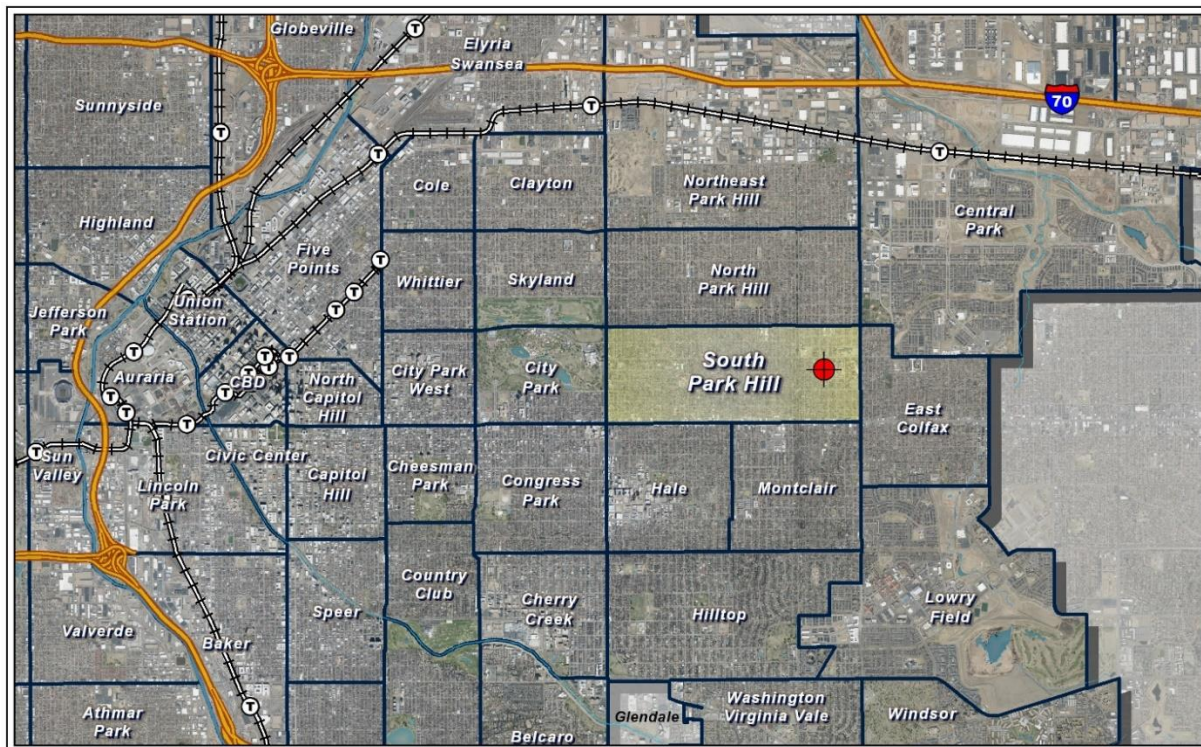 Globeville
Elyria
Swansea
Sunnyside
70
T
T
T
T
T
Cole
Clayton
Northeast
Park Hill
Highland
Central
Park
Five
Points
T
Whittier
Skyland
North
Park Hill
Jefferson
Park
Union
Station
T
T
T
Auraria
T
T
T
T
T
CBD
T
T
T
North
Capitol
Hill
City Park
West
City
Park
South
Park Hill
East
Colfax
T
T
Sun
Valley
Lincoln
Park
Civic Center
Capitol
Hill
Cheesman
Park
Congress
Park
Hale
Montclair
Country
Club
Cherry
Creek
Hilltop
Lowry
Field
Speer
Valverde
Baker
T
Athmar
Park
Belcaro
Glendale
Washington
Virginia Vale
Windsor